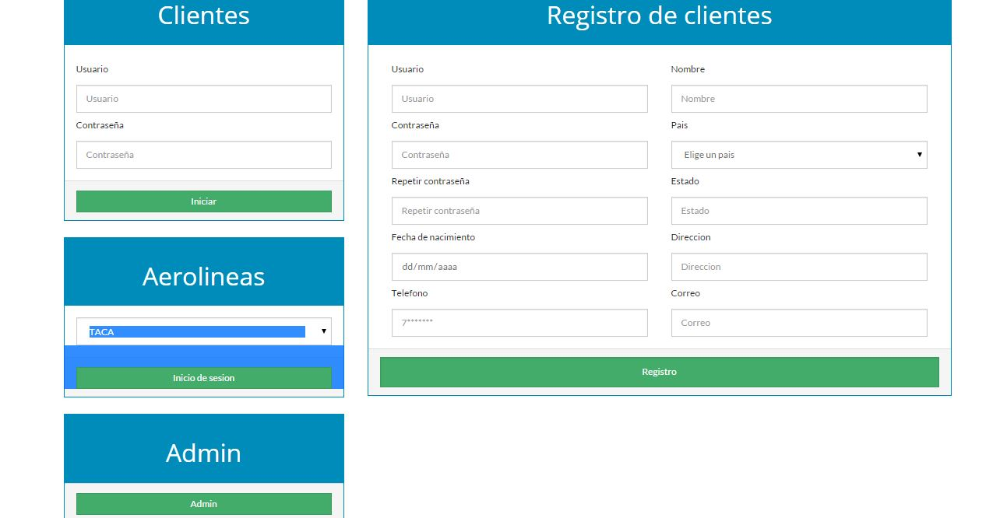 Clientes
Usuario
Usuario
Contraseña
Contraseña
Iniciar
Aerolineas
TACA
Inicio de sesion
Admin
Admin
Registro de clientes
Usuario
Nombre
Usuario
Nombre
Contraseña
Pais
Contraseña
Elige un pais
Repetir contraseña
Estado
Repetir contraseña
Estado
Fecha de nacimiento
Direccion
dd/mm/aaaa
Direccion
Telefono
Correo
7*******
Correo
Registro